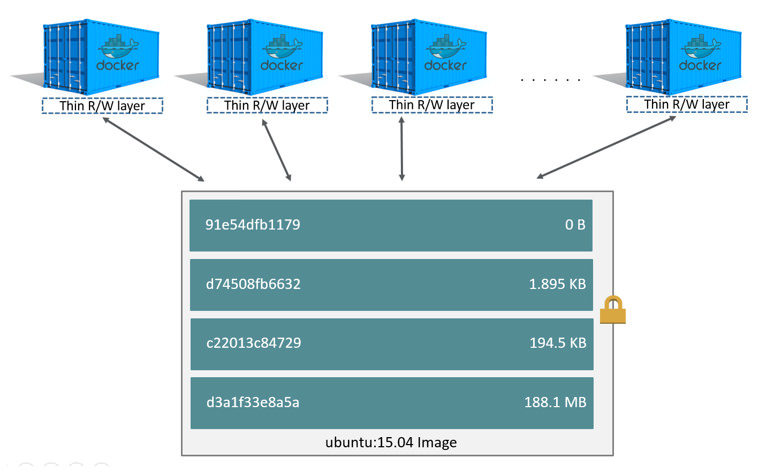 docker docker docker docker
. . . . . .
Thin R/W layer Thin R/W layer Thin R/W layer Thin R/W layer
91e54dfb1179 0 B
d74508fb6632 1.895 KB
c22013c84729 194.5 KB
d3a1f33e8a5a 188.1 MB
ubuntu:15.04 Image